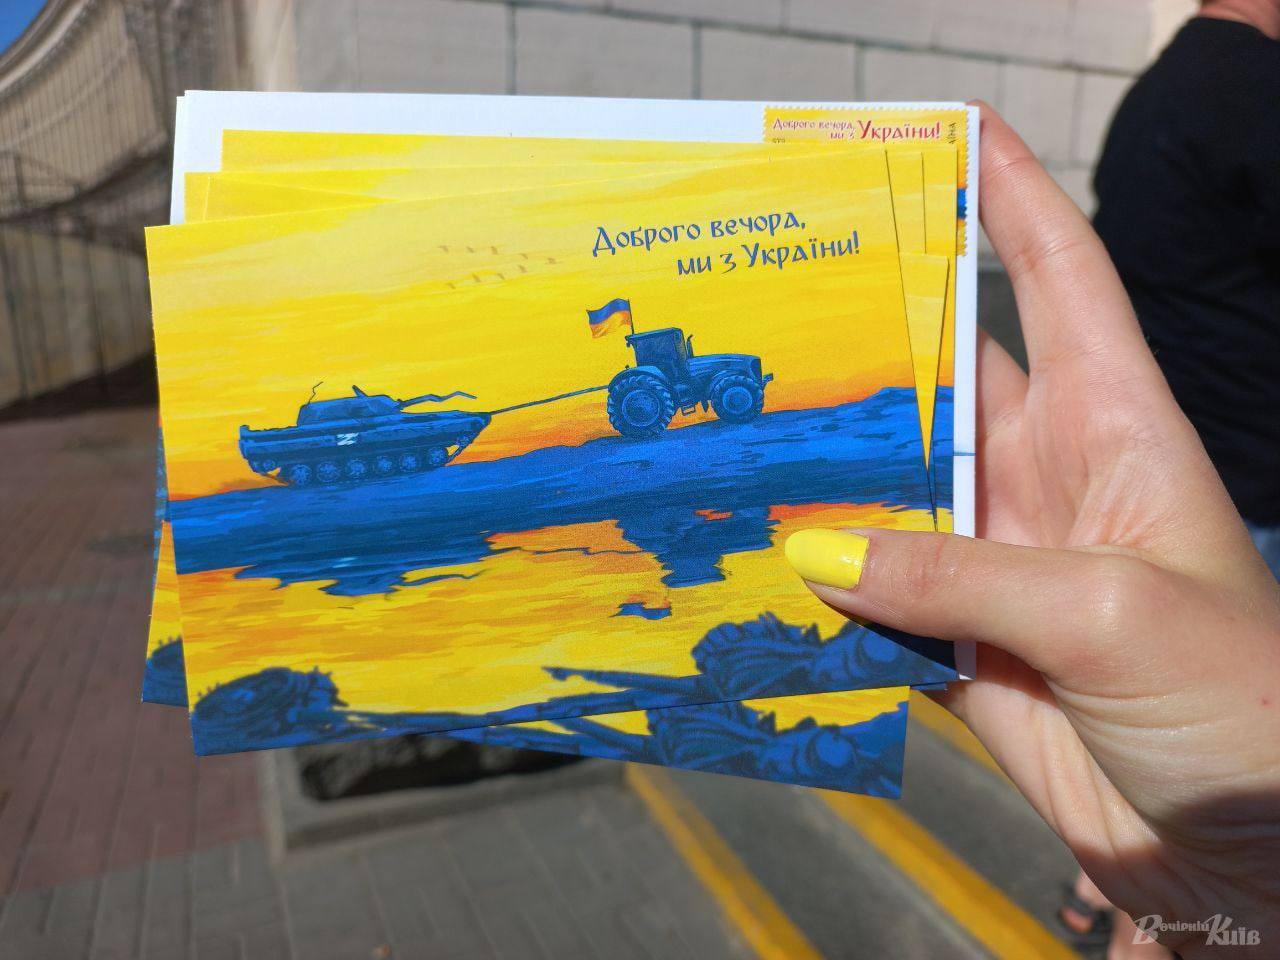 Доброго вечора,
ми з України!
Доброго вечора,
ми з України!
Z
Вечірній Київ